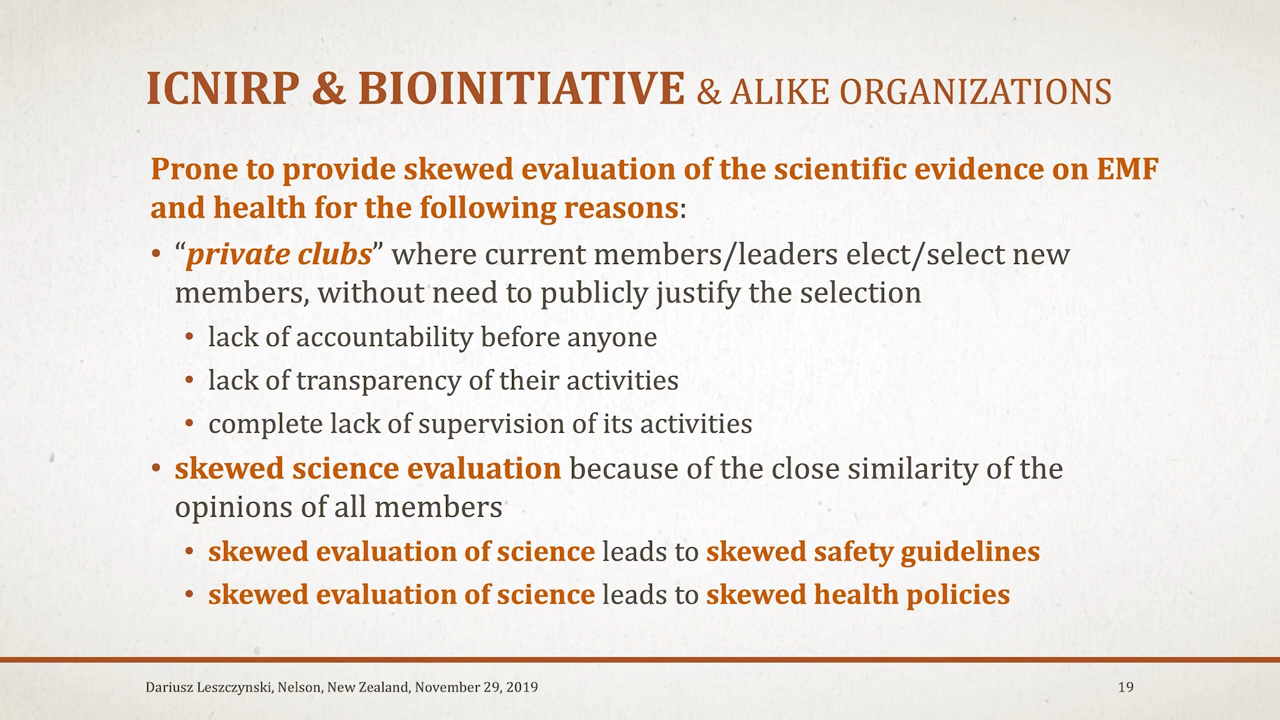 ICNIRP & BIOINITIATIVE & ALIKE ORGANIZATIONS
Prone to provide skewed evaluation of the scientific evidence on EMF
and health for the following reasons:
• “private clubs” where current members/leaders elect/select new
members, without need to publicly justify the selection
• lack of accountability before anyone
• lack of transparency of their activities
• complete lack of supervision of its activities
• skewed science evaluation because of the close similarity of the
opinions of all members
• skewed evaluation of science leads to skewed safety guidelines
• skewed evaluation of science leads to skewed health policies
Dariusz Leszczynski, Nelson, New Zealand, November 29, 2019
19